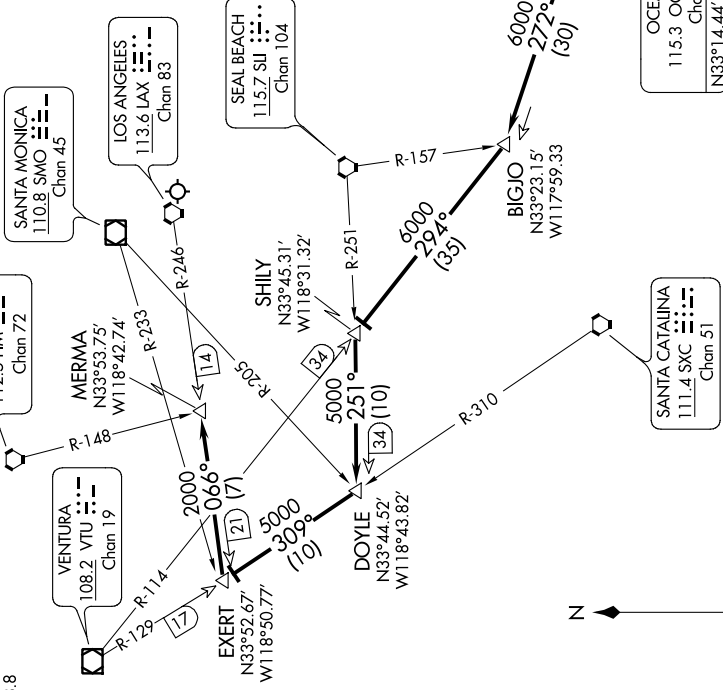 6000
272°
(30)
OCEA
115.3 OC
Cha
N33°14.44'
SEAL BEACH
115.7 SLI
Chan 104
LOS ANGELES
113.6 LAX
Chan 83
SANTA MONICA
110.8 SMO
Chan 45
R-157
BIGJO
N33°23.15'
W117°59.33
6000
294°
(35)
R-251
R-246
SHILY
N33°45.31'
W118°31.32'
R-233
R-205
MERMA
N33°53.75'
W118°42.74'
14
34
Chan 72
R-148
5000
251°
(10)
34
SANTA CATALINA
111.4 SXC
Chan 51
R-310
2000
066°
(7)
VENTURA
108.2 VTU
Chan 19
21
5000
309°
(10)
DOYLE
N33°44.52'
W118°43.82'
R-114
R-129
17
EXERT
N33°52.67'
W118°50.77'
N
.8